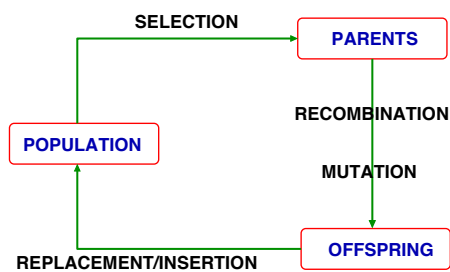 SELECTION
PARENTS
RECOMBINATION
POPULATION
MUTATION
OFFSPRING
REPLACEMENT/INSERTION